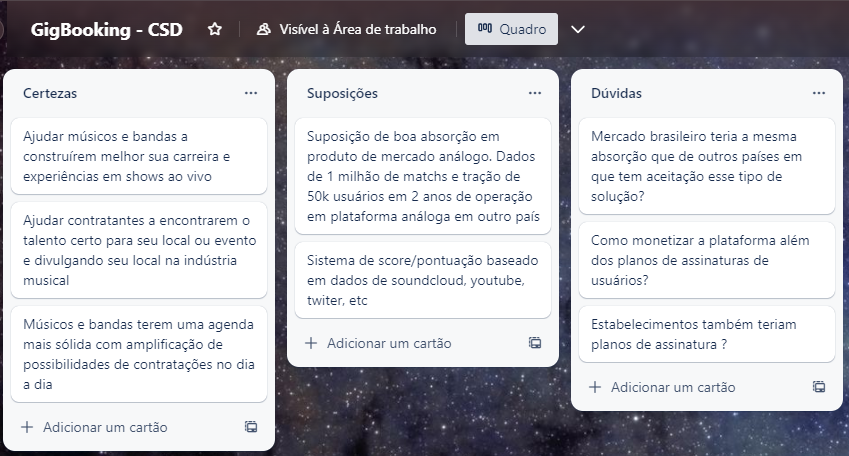 GigBooking - CSD
Visível à Área de trabalho
Quadro
Certezas
Ajudar músicos e bandas a
construírem melhor sua carreira e
experiências em shows ao vivo
Ajudar contratantes a encontrarem o
talento certo para seu local ou evento
e divulgando seu local na indústria
musical
Músicos e bandas terem uma agenda
mais sólida com amplificação de
possibilidades de contratações no dia
a dia
Adicionar um cartão
Suposições
Suposição de boa absorção em
produto de mercado análogo. Dados
de 1 milhão de matchs e tração de
50k usuários em 2 anos de operação
em plataforma análoga em outro país
Sistema de score/pontuação baseado
em dados de soundcloud, youtube,
twiter, etc
Adicionar um cartão
Dúvidas
Mercado brasileiro teria a mesma
absorção que de outros países em
que tem aceitação esse tipo de
solução?
Como monetizar a plataforma além
dos planos de assinaturas de
usuários?
Estabelecimentos também teriam
planos de assinatura ?
Adicionar um cartão